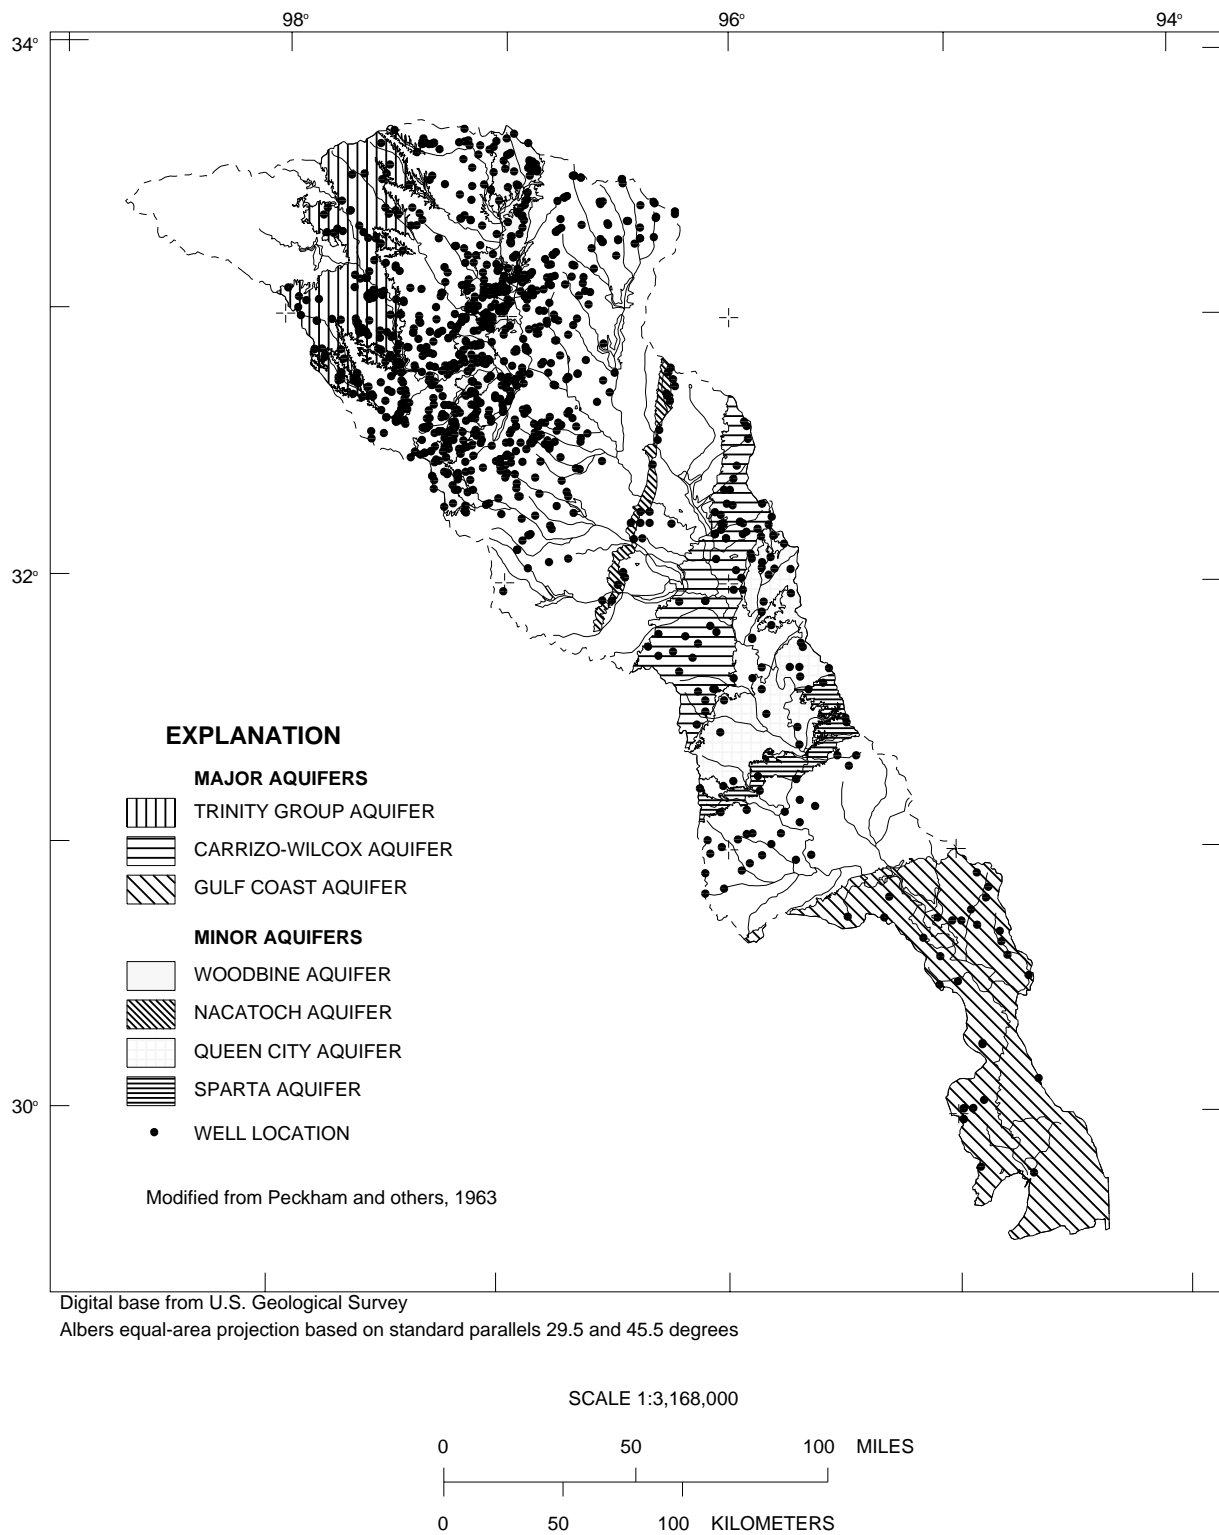 98° 96° 94°
34°
32°
30°
EXPLANATION
MAJOR AQUIFERS
TRINITY GROUP AQUIFER
CARRIZO-WILCOX AQUIFER
GULF COAST AQUIFER
MINOR AQUIFERS
WOODBINE AQUIFER
NACATOCH AQUIFER
QUEEN CITY AQUIFER
SPARTA AQUIFER
WELL LOCATION
Modified from Peckham and others, 1963
Digital base from U.S. Geological Survey
Albers equal-area projection based on standard parallels 29.5 and 45.5 degrees
SCALE 1:3,168,000
0 50 100 MILES
0 50 100 KILOMETERS